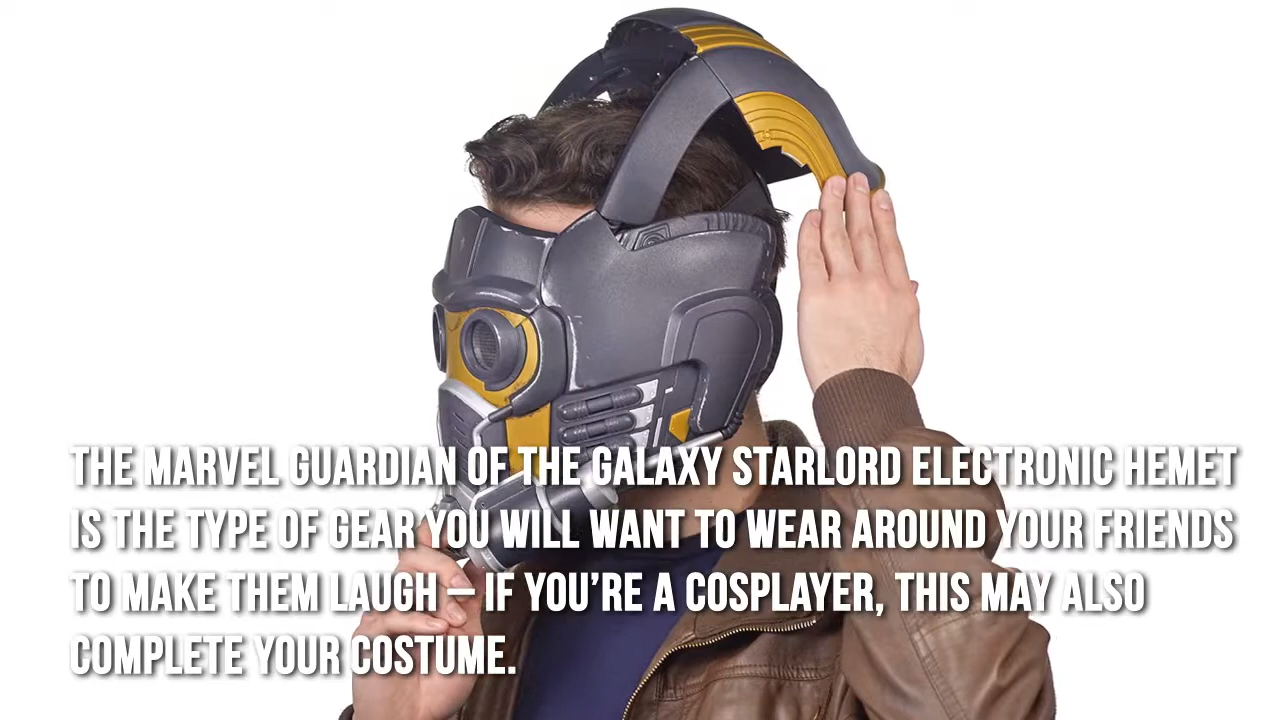 THE MARVEL GUARDIAN OF THE GALAXY STARLORD ELECTRONIC HEMET
IS THE TYPE OF GEAR YOU WILL WANT TO WEAR AROUND YOUR FRIENDS
TO MAKE THEM LAUGH – IF YOU’RE A COSPLAYER, THIS MAY ALSO
COMPLETE YOUR COSTUME.